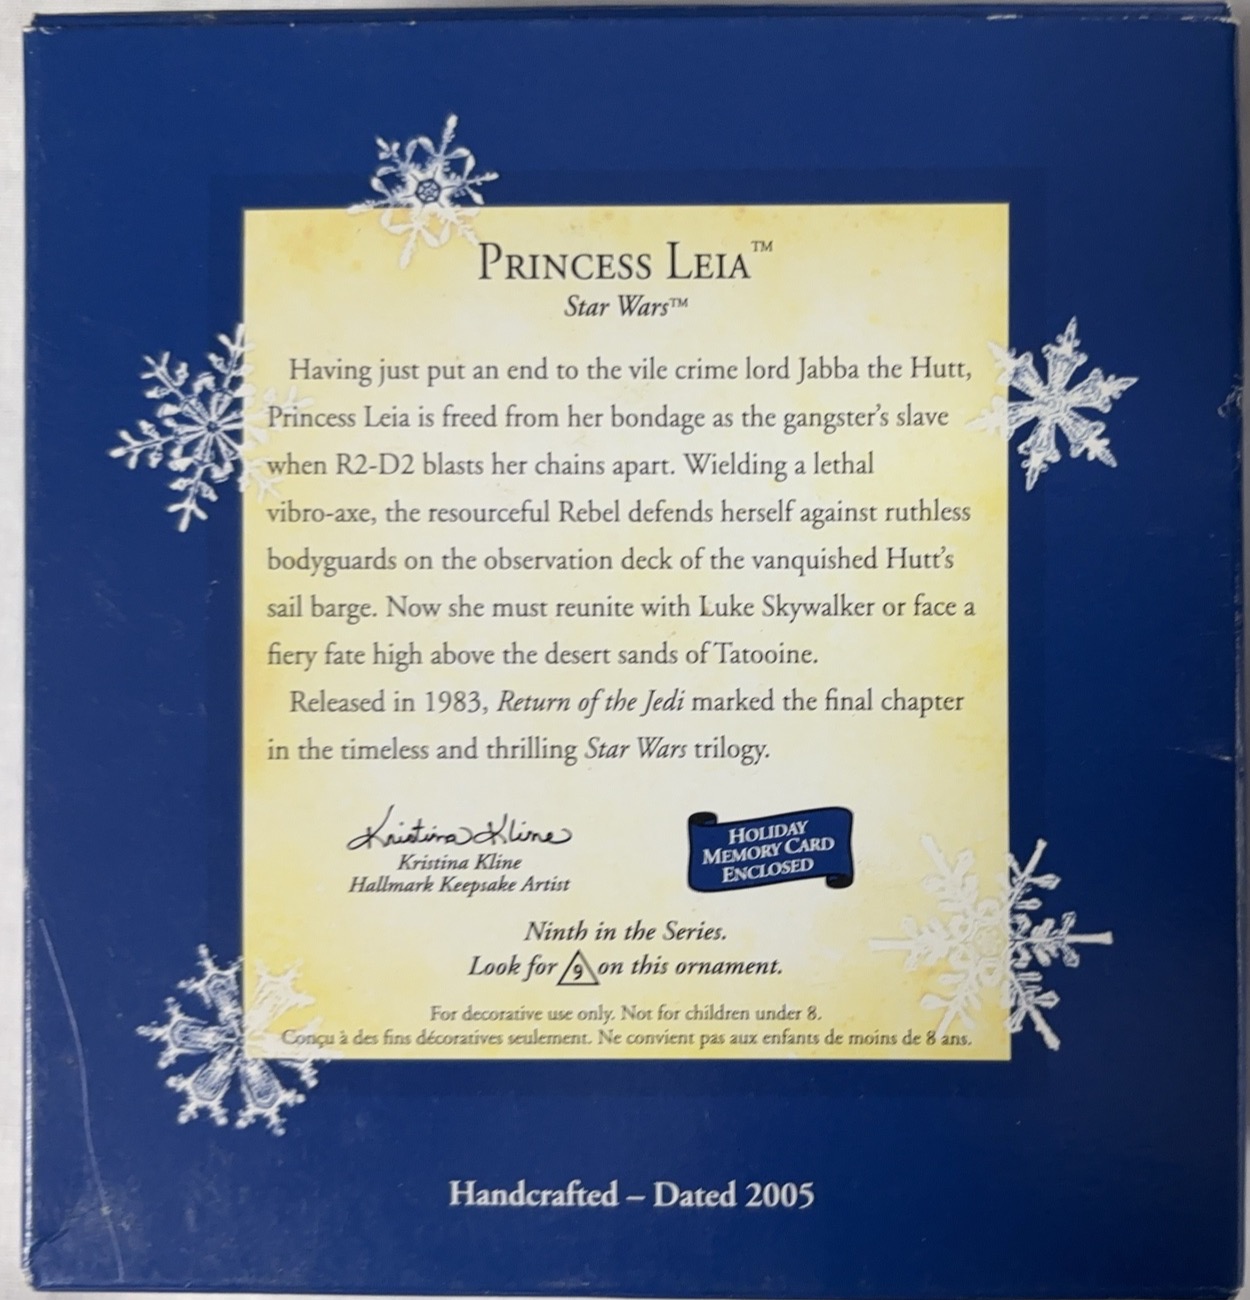 PRINCESS LEIA™
Star Wars™
Having just put an end to the vile crime lord Jabba the Hutt,
Princess Leia is freed from her bondage as the gangster's slave
when R2-D2 blasts her chains apart. Wielding a lethal
vibro-axe, the resourceful Rebel defends herself against ruthless
bodyguards on the observation deck of the vanquished Hutt's
sail barge. Now she must reunite with Luke Skywalker or face a
fiery fate high above the desert sands of Tatooine.
Released in 1983, Return of the Jedi marked the final chapter
in the timeless and thrilling Star Wars trilogy.
Kristina Kline
Kristina Kline
Hallmark Keepsake Artist
HOLIDAY
MEMORY CARD
ENCLOSED
Ninth in the Series.
Look for 9 on this ornament.
For decorative use only. Not for children under 8.
Conçu à des fins décoratives seulement. Ne convient pas aux enfants de moins de 8 ans.
Handcrafted – Dated 2005